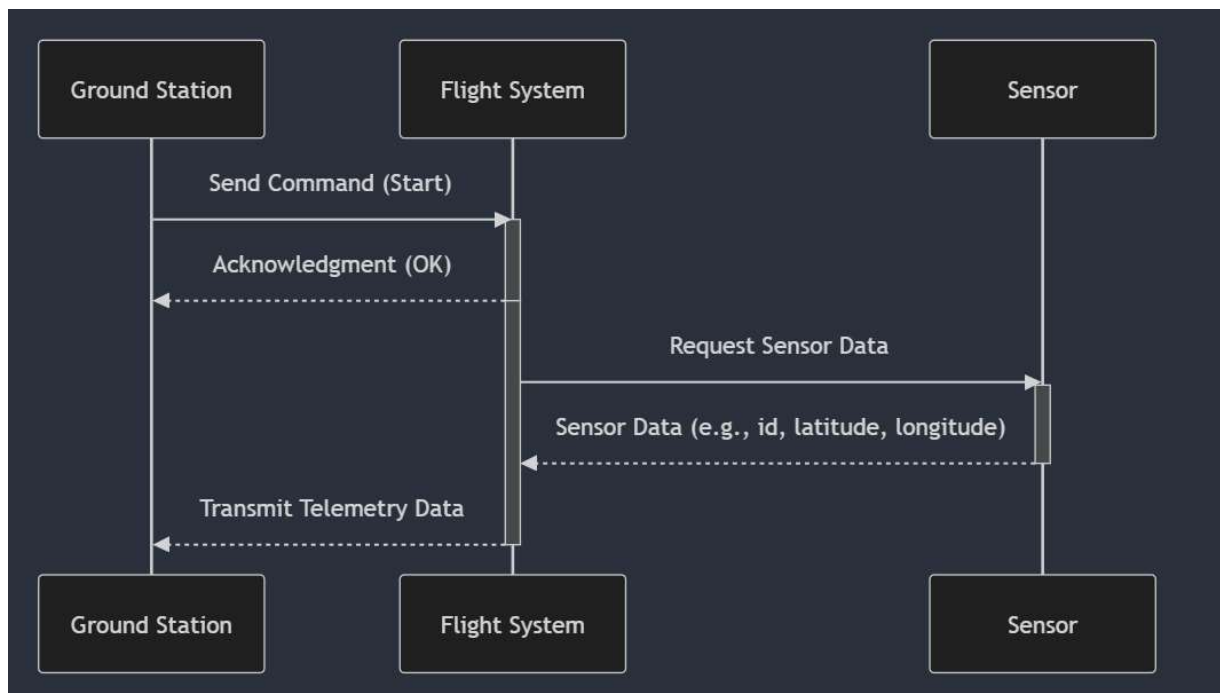 Ground Station
Flight System
Sensor
Send Command (Start)
Acknowledgment (OK)
Request Sensor Data
Sensor Data (e.g., id, latitude, longitude)
Transmit Telemetry Data
Ground Station
Flight System
Sensor